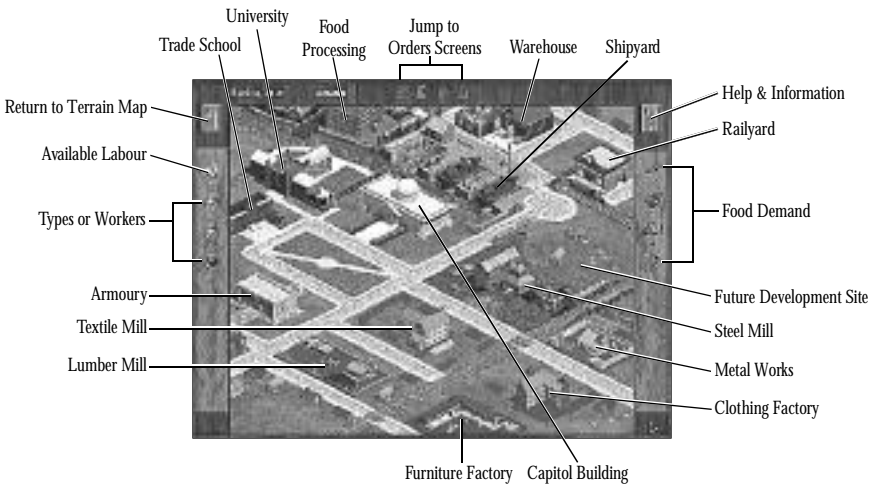 University
Trade School
Food
Processing
Jump to
Orders Screens
Warehouse
Shipyard
Return to Terrain Map
Help & Information
Railyard
Available Labour
Types or Workers
Food Demand
Armoury
Future Development Site
Textile Mill
Steel Mill
Lumber Mill
Metal Works
Clothing Factory
Furniture Factory
Capitol Building